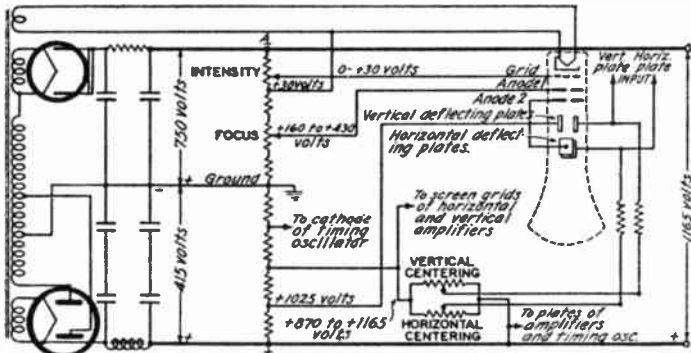 A
INTENSITY
0- +30 volts
+30 volts
Grid
Anode 1
Anode 2
Vert. Horiz.
plate plate
INPUT
Vertical deflecting plates
Horizontal deflect-
ing plates.
750 volts
FOCUS
+160 to +430
volts
+ Ground
-
To cathode
of timing
oscillator
To screen grids
of horizontal
and vertical
amplifiers
1165 volts
415 volts
VERTICAL
CENTERING
+1025 volts
+870 to +1165
volts
HORIZONTAL
CENTERING
To plates of
amplifiers
and timing osc.
+
+